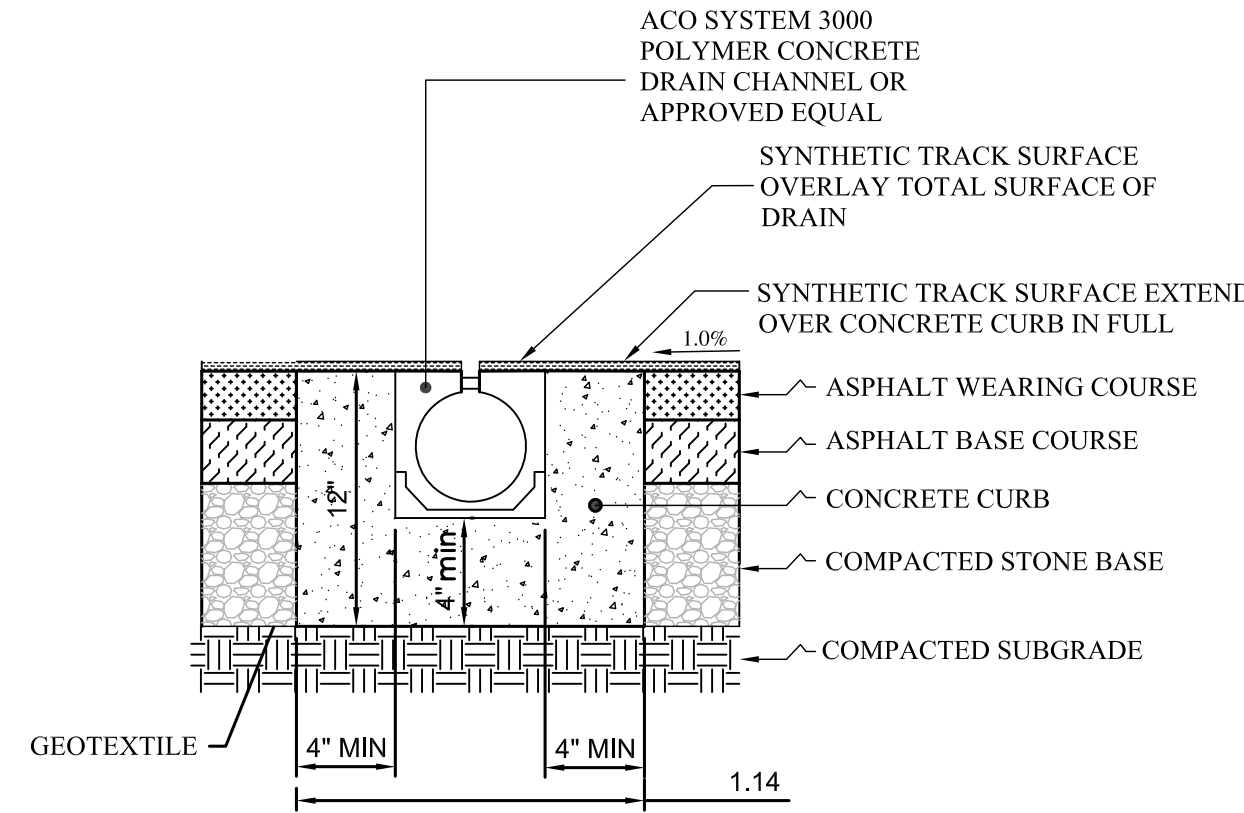 ACO SYSTEM 3000
POLYMER CONCRETE
DRAIN CHANNEL OR
APPROVED EQUAL
SYNTHETIC TRACK SURFACE
OVERLAY TOTAL SURFACE OF
DRAIN
SYNTHETIC TRACK SURFACE EXTEND
OVER CONCRETE CURB IN FULL
1.0%
ASPHALT WEARING COURSE
ASPHALT BASE COURSE
12"
CONCRETE CURB
4" min
COMPACTED STONE BASE
COMPACTED SUBGRADE
GEOTEXTILE
4" MIN
4" MIN
1.14